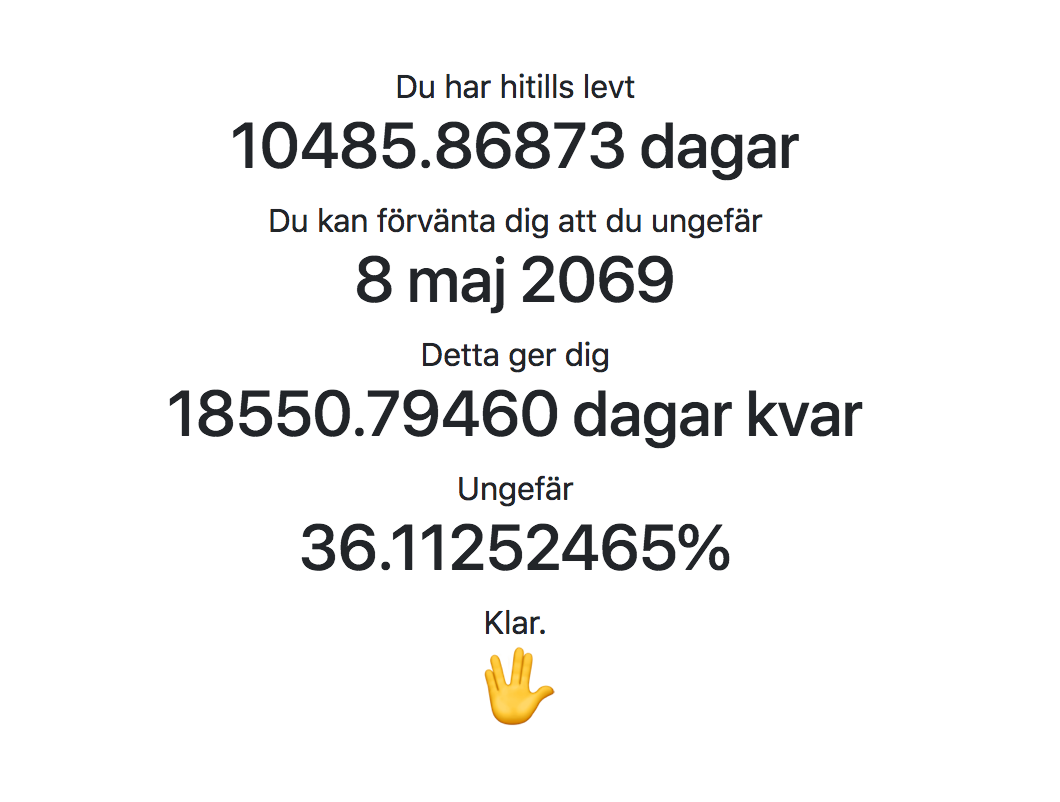 Du har hitills levt
10485.86873 dagar
Du kan förvänta dig att du ungefär
8 maj 2069
Detta ger dig
18550.79460 dagar kvar
Ungefär
36.11252465%
Klar.
🖖